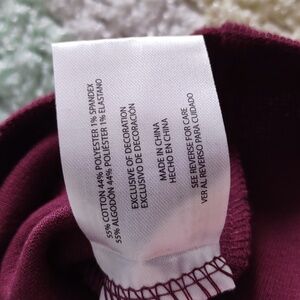 55% COTTON 44% POLYESTER 1% SPANDEX
55% ALGODÓN 44% POLIÉSTER 1% ELASTANO
EXCLUSIVE OF DECORATION
EXCLUSIVO DE DECORACIÓN
MADE IN CHINA
HECHO EN CHINA
SEE REVERSE FOR CARE
VER AL REVERSO PARA CUIDADO